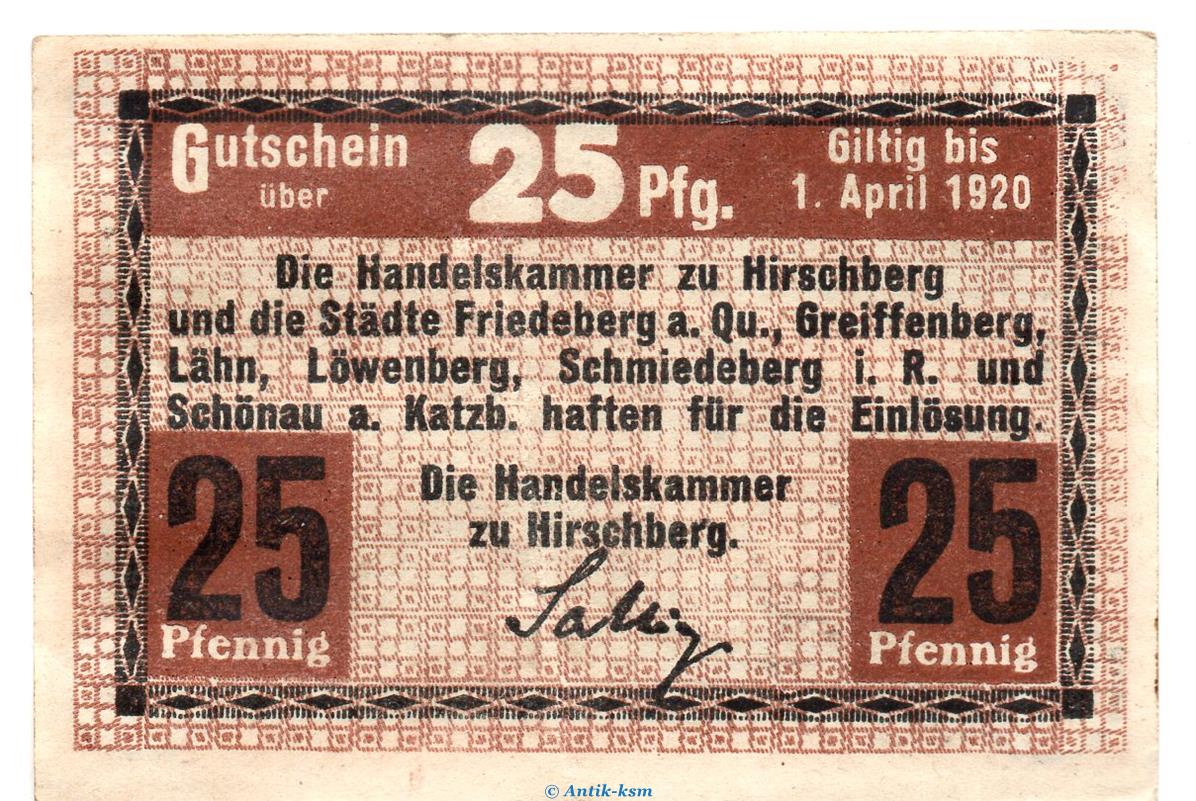 Gutschein
über
25 Pfg.
Giltig bis
1. April 1920
Die Handelskammer zu Hirschberg
und die Städte Friedeberg a. Qu., Greiffenberg,
Lähn, Löwenberg, Schmiedeberg i. R. und
Schönau a. Katzb. haften für die Einlösung.
Die Handelskammer
zu Hirschberg.
25
Pfennig
25
Pfennig
© Antik-ksm